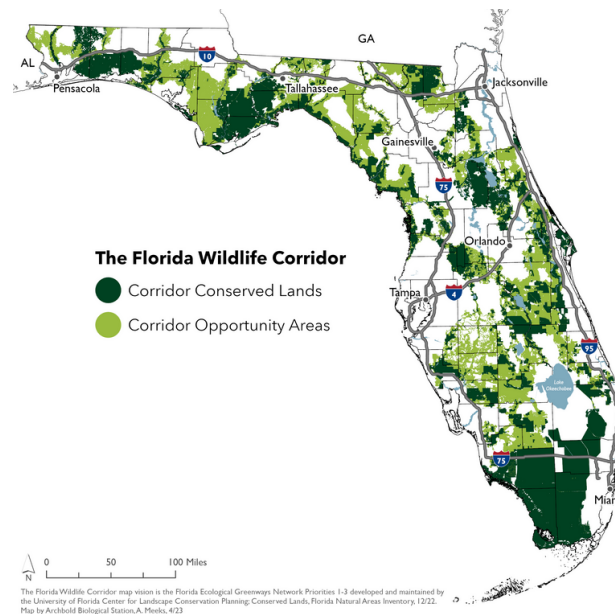 GA
AL
10
Pensacola
Tallahassee
Jacksonville
Gainesville
75
Orlando
The Florida Wildlife Corridor
Corridor Conserved Lands
Tampa
4
Corridor Opportunity Areas
95
Lake
Okeechobee
75
Miar
0 50 100 Miles
N
The Florida Wildlife Corridor map vision is the Florida Ecological Greenways Network Priorities 1-3 developed and maintained by
the University of Florida Center for Landscape Conservation Planning; Conserved Lands, Florida Natural Areas Inventory, 12/22.
Map by Archbold Biological Station, A. Meeks, 4/23